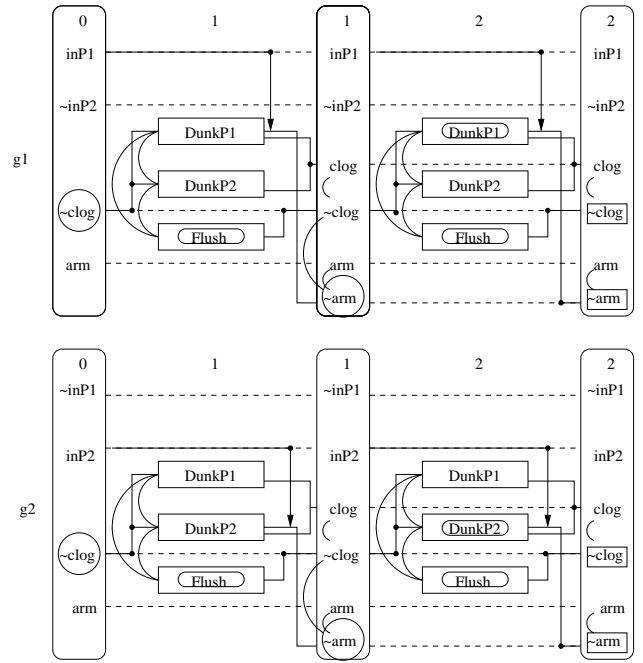 0 1 1 2 2
inP1 inP1 inP1
~inP2 ~inP2 ~inP2
DunkP1 DunkP1
g1
clog clog
DunkP2 DunkP2
~clog ~clog ~clog
Flush Flush
arm arm arm
~arm ~arm
0 1 1 2 2
~inP1 ~inP1 ~inP1
inP2 inP2 inP2
DunkP1 DunkP1
g2
clog clog
DunkP2 DunkP2
~clog ~clog ~clog
Flush Flush
arm arm arm
~arm ~arm